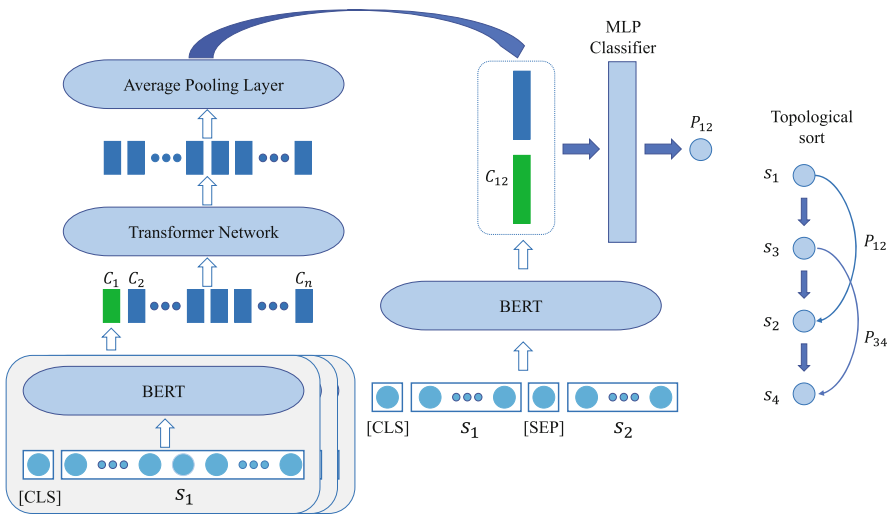 Average Pooling Layer
Transformer Network
C₁ C₂ Cₙ
BERT
[CLS] s₁
MLP
Classifier
C₁₂
P₁₂
BERT
[CLS] s₁ [SEP] s₂
Topological
sort
s₁
P₁₂
s₃
s₂
P₃₄
s₄